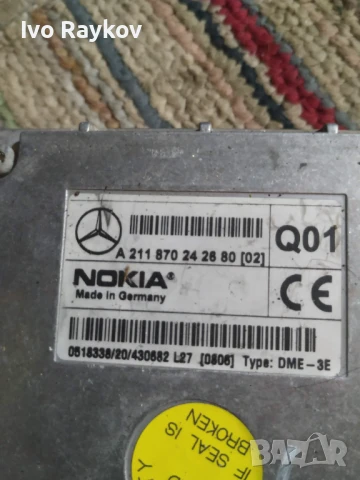 Ivo Raykov
A 211 870 24 26 80 [02]
Q01
NOKIA®
Made in Germany
CE
0518338/20/430682 L27 [0806] Type: DME-3E
IF SEAL IS
BROKEN
bazar